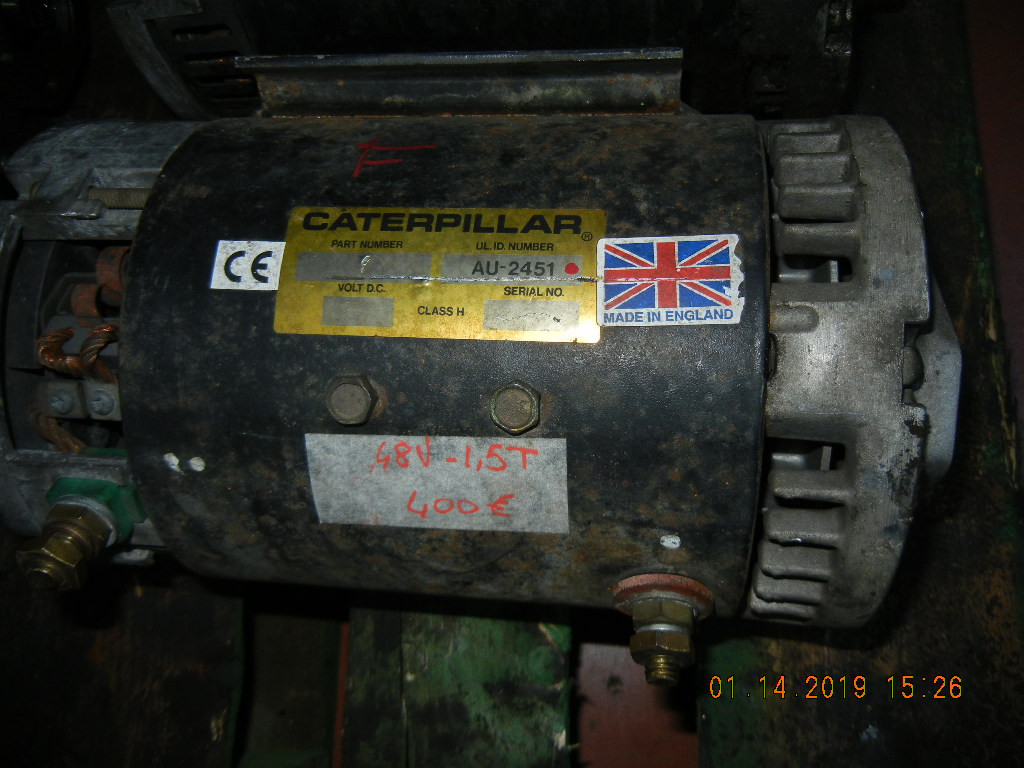 F
CATERPILLAR®
PART NUMBER UL. I.D. NUMBER
AU-2451
VOLT D.C. SERIAL NO.
CLASS H
CE
MADE IN ENGLAND
48V-1,5T
400€
01.14.2019 15:26